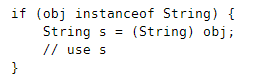 if (obj instanceof String) {
    String s = (String) obj;
    // use s
}